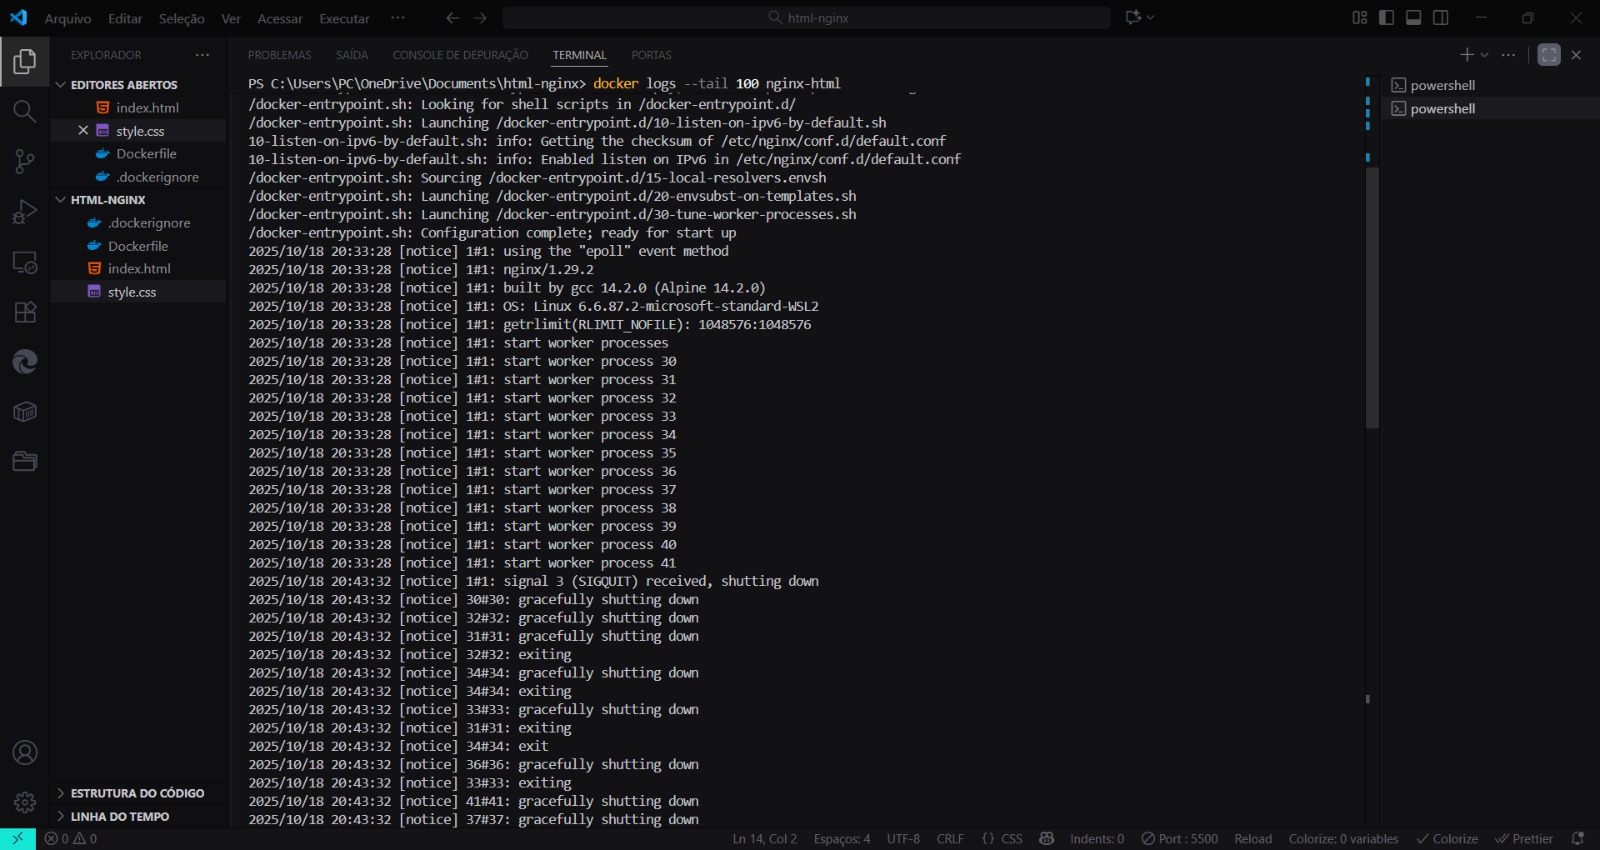 Arquivo Editar Seleção Ver Acessar Executar ··· html-nginx
EXPLORADOR ···
EDITORES ABERTOS
index.html
style.css
Dockerfile
.dockerignore
HTML-NGINX
.dockerignore
Dockerfile
index.html
style.css
ESTRUTURA DO CÓDIGO
LINHA DO TEMPO
PROBLEMAS SAÍDA CONSOLE DE DEPURAÇÃO TERMINAL PORTAS
PS C:\Users\PC\OneDrive\Documents\html-nginx> docker logs --tail 100 nginx-html
/docker-entrypoint.sh: Looking for shell scripts in /docker-entrypoint.d/
/docker-entrypoint.sh: Launching /docker-entrypoint.d/10-listen-on-ipv6-by-default.sh
10-listen-on-ipv6-by-default.sh: info: Getting the checksum of /etc/nginx/conf.d/default.conf
10-listen-on-ipv6-by-default.sh: info: Enabled listen on IPv6 in /etc/nginx/conf.d/default.conf
/docker-entrypoint.sh: Sourcing /docker-entrypoint.d/15-local-resolvers.envsh
/docker-entrypoint.sh: Launching /docker-entrypoint.d/20-envsubst-on-templates.sh
/docker-entrypoint.sh: Launching /docker-entrypoint.d/30-tune-worker-processes.sh
/docker-entrypoint.sh: Configuration complete; ready for start up
2025/10/18 20:33:28 [notice] 1#1: using the "epoll" event method
2025/10/18 20:33:28 [notice] 1#1: nginx/1.29.2
2025/10/18 20:33:28 [notice] 1#1: built by gcc 14.2.0 (Alpine 14.2.0)
2025/10/18 20:33:28 [notice] 1#1: OS: Linux 6.6.87.2-microsoft-standard-WSL2
2025/10/18 20:33:28 [notice] 1#1: getrlimit(RLIMIT_NOFILE): 1048576:1048576
2025/10/18 20:33:28 [notice] 1#1: start worker processes
2025/10/18 20:33:28 [notice] 1#1: start worker process 30
2025/10/18 20:33:28 [notice] 1#1: start worker process 31
2025/10/18 20:33:28 [notice] 1#1: start worker process 32
2025/10/18 20:33:28 [notice] 1#1: start worker process 33
2025/10/18 20:33:28 [notice] 1#1: start worker process 34
2025/10/18 20:33:28 [notice] 1#1: start worker process 35
2025/10/18 20:33:28 [notice] 1#1: start worker process 36
2025/10/18 20:33:28 [notice] 1#1: start worker process 37
2025/10/18 20:33:28 [notice] 1#1: start worker process 38
2025/10/18 20:33:28 [notice] 1#1: start worker process 39
2025/10/18 20:33:28 [notice] 1#1: start worker process 40
2025/10/18 20:33:28 [notice] 1#1: start worker process 41
2025/10/18 20:43:32 [notice] 1#1: signal 3 (SIGQUIT) received, shutting down
2025/10/18 20:43:32 [notice] 30#30: gracefully shutting down
2025/10/18 20:43:32 [notice] 32#32: gracefully shutting down
2025/10/18 20:43:32 [notice] 31#31: gracefully shutting down
2025/10/18 20:43:32 [notice] 32#32: exiting
2025/10/18 20:43:32 [notice] 34#34: gracefully shutting down
2025/10/18 20:43:32 [notice] 34#34: exiting
2025/10/18 20:43:32 [notice] 33#33: gracefully shutting down
2025/10/18 20:43:32 [notice] 31#31: exiting
2025/10/18 20:43:32 [notice] 34#34: exit
2025/10/18 20:43:32 [notice] 36#36: gracefully shutting down
2025/10/18 20:43:32 [notice] 33#33: exiting
2025/10/18 20:43:32 [notice] 41#41: gracefully shutting down
2025/10/18 20:43:32 [notice] 37#37: gracefully shutting down
powershell
powershell
0 0 Ln 14, Col 2 Espaços: 4 UTF-8 CRLF {} CSS Indents: 0 Port : 5500 Reload Colorize: 0 variables Colorize Prettier